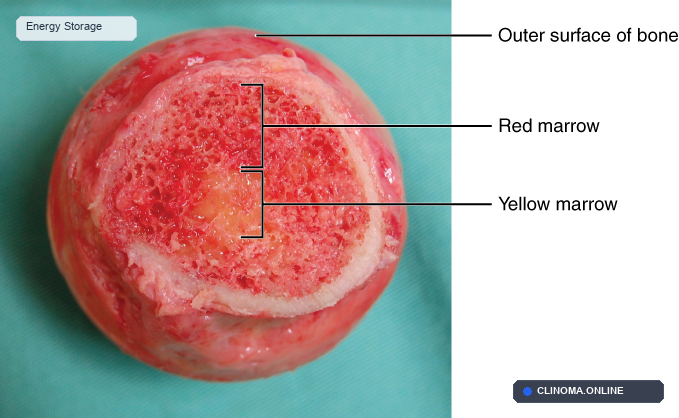 Energy Storage
Outer surface of bone
Red marrow
Yellow marrow
CLINOMA.ONLINE